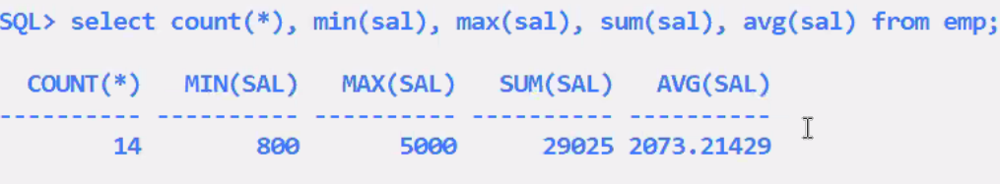 SQL> select count(*), min(sal), max(sal), sum(sal), avg(sal) from emp;
COUNT(*) MIN(SAL) MAX(SAL) SUM(SAL) AVG(SAL)
---------- ---------- ---------- ---------- ----------
14 800 5000 29025 2073.21429